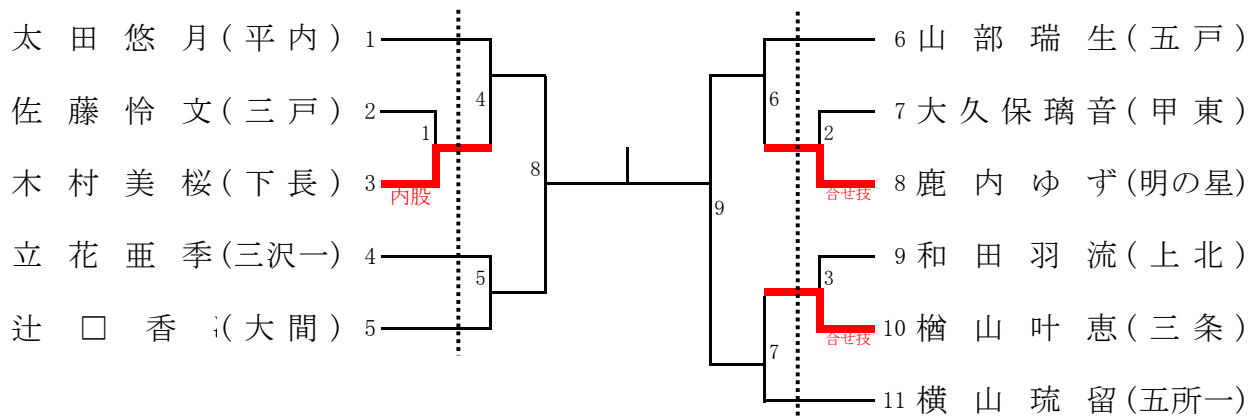 太田悠月(平内) 1
佐藤怜文(三戸) 2
木村美桜(下長) 3
立花亜季(三沢一) 4
辻□香(大間) 5
1
内股
4
5
8
9
6
2
合せ技
3
合せ技
7
6 山部瑞生(五戸)
7 大久保璃音(甲東)
8 鹿内ゆず(明の星)
9 和田羽流(上北)
10 楢山叶恵(三条)
11 横山琉留(五所一)